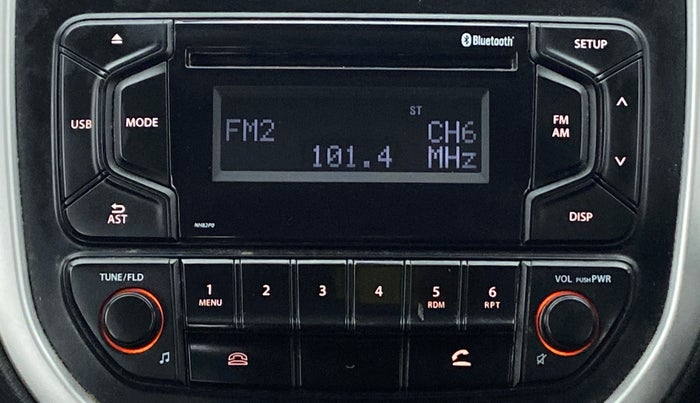 Bluetooth
SETUP
USB
MODE
ST
FM2 CH6
101.4 MHz
FM
AM
AST
NH82P0
DISP
TUNE/FLD
1
MENU
2
3
4
5
RDM
6
RPT
VOL PUSH PWR